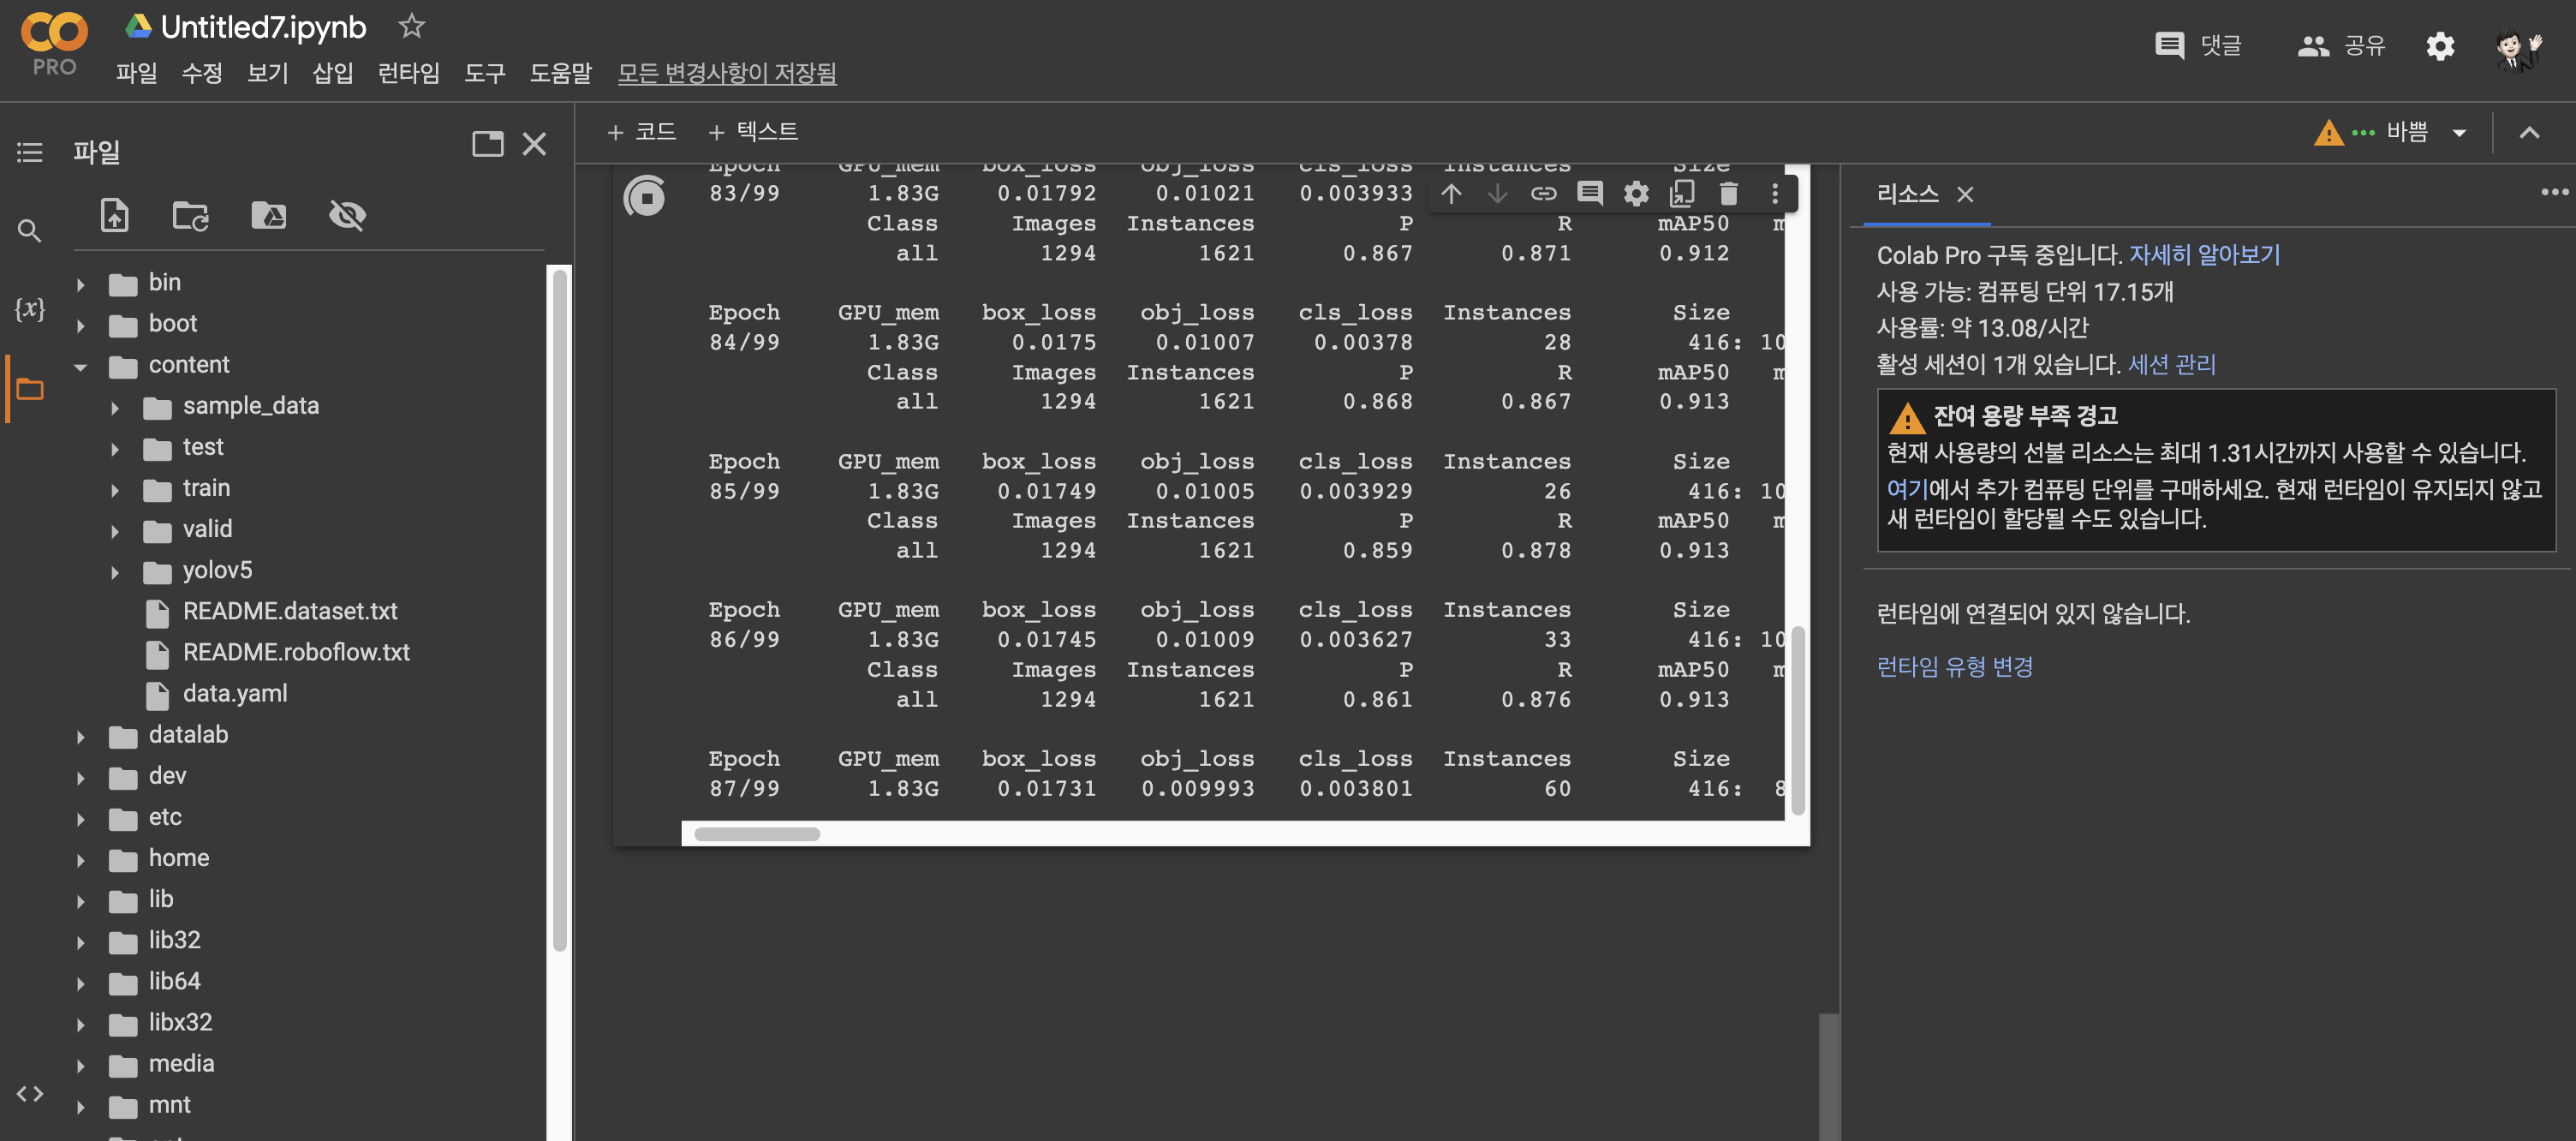 Untitled7.ipynb
PRO
파일 수정 보기 삽입 런타임 도구 도움말 모든 변경사항이 저장됨
댓글 공유
파일
bin
boot
content
sample_data
test
train
valid
yolov5
README.dataset.txt
README.roboflow.txt
data.yaml
datalab
dev
etc
home
lib
lib32
lib64
libx32
media
mnt
+ 코드 + 텍스트
바쁨
Epoch GPU_mem box_loss obj_loss cls_loss Instances Size
83/99 1.83G 0.01792 0.01021 0.003933
Class Images Instances P R mAP50 m
all 1294 1621 0.867 0.871 0.912
Epoch GPU_mem box_loss obj_loss cls_loss Instances Size
84/99 1.83G 0.0175 0.01007 0.00378 28 416: 10
Class Images Instances P R mAP50 m
all 1294 1621 0.868 0.867 0.913
Epoch GPU_mem box_loss obj_loss cls_loss Instances Size
85/99 1.83G 0.01749 0.01005 0.003929 26 416: 10
Class Images Instances P R mAP50 m
all 1294 1621 0.859 0.878 0.913
Epoch GPU_mem box_loss obj_loss cls_loss Instances Size
86/99 1.83G 0.01745 0.01009 0.003627 33 416: 10
Class Images Instances P R mAP50 m
all 1294 1621 0.861 0.876 0.913
Epoch GPU_mem box_loss obj_loss cls_loss Instances Size
87/99 1.83G 0.01731 0.009993 0.003801 60 416: 8
리소스
Colab Pro 구독 중입니다. 자세히 알아보기
사용 가능: 컴퓨팅 단위 17.15개
사용률: 약 13.08/시간
활성 세션이 1개 있습니다. 세션 관리
잔여 용량 부족 경고
현재 사용량의 선불 리소스는 최대 1.31시간까지 사용할 수 있습니다.
여기에서 추가 컴퓨팅 단위를 구매하세요. 현재 런타임이 유지되지 않고
새 런타임이 할당될 수도 있습니다.
런타임에 연결되어 있지 않습니다.
런타임 유형 변경